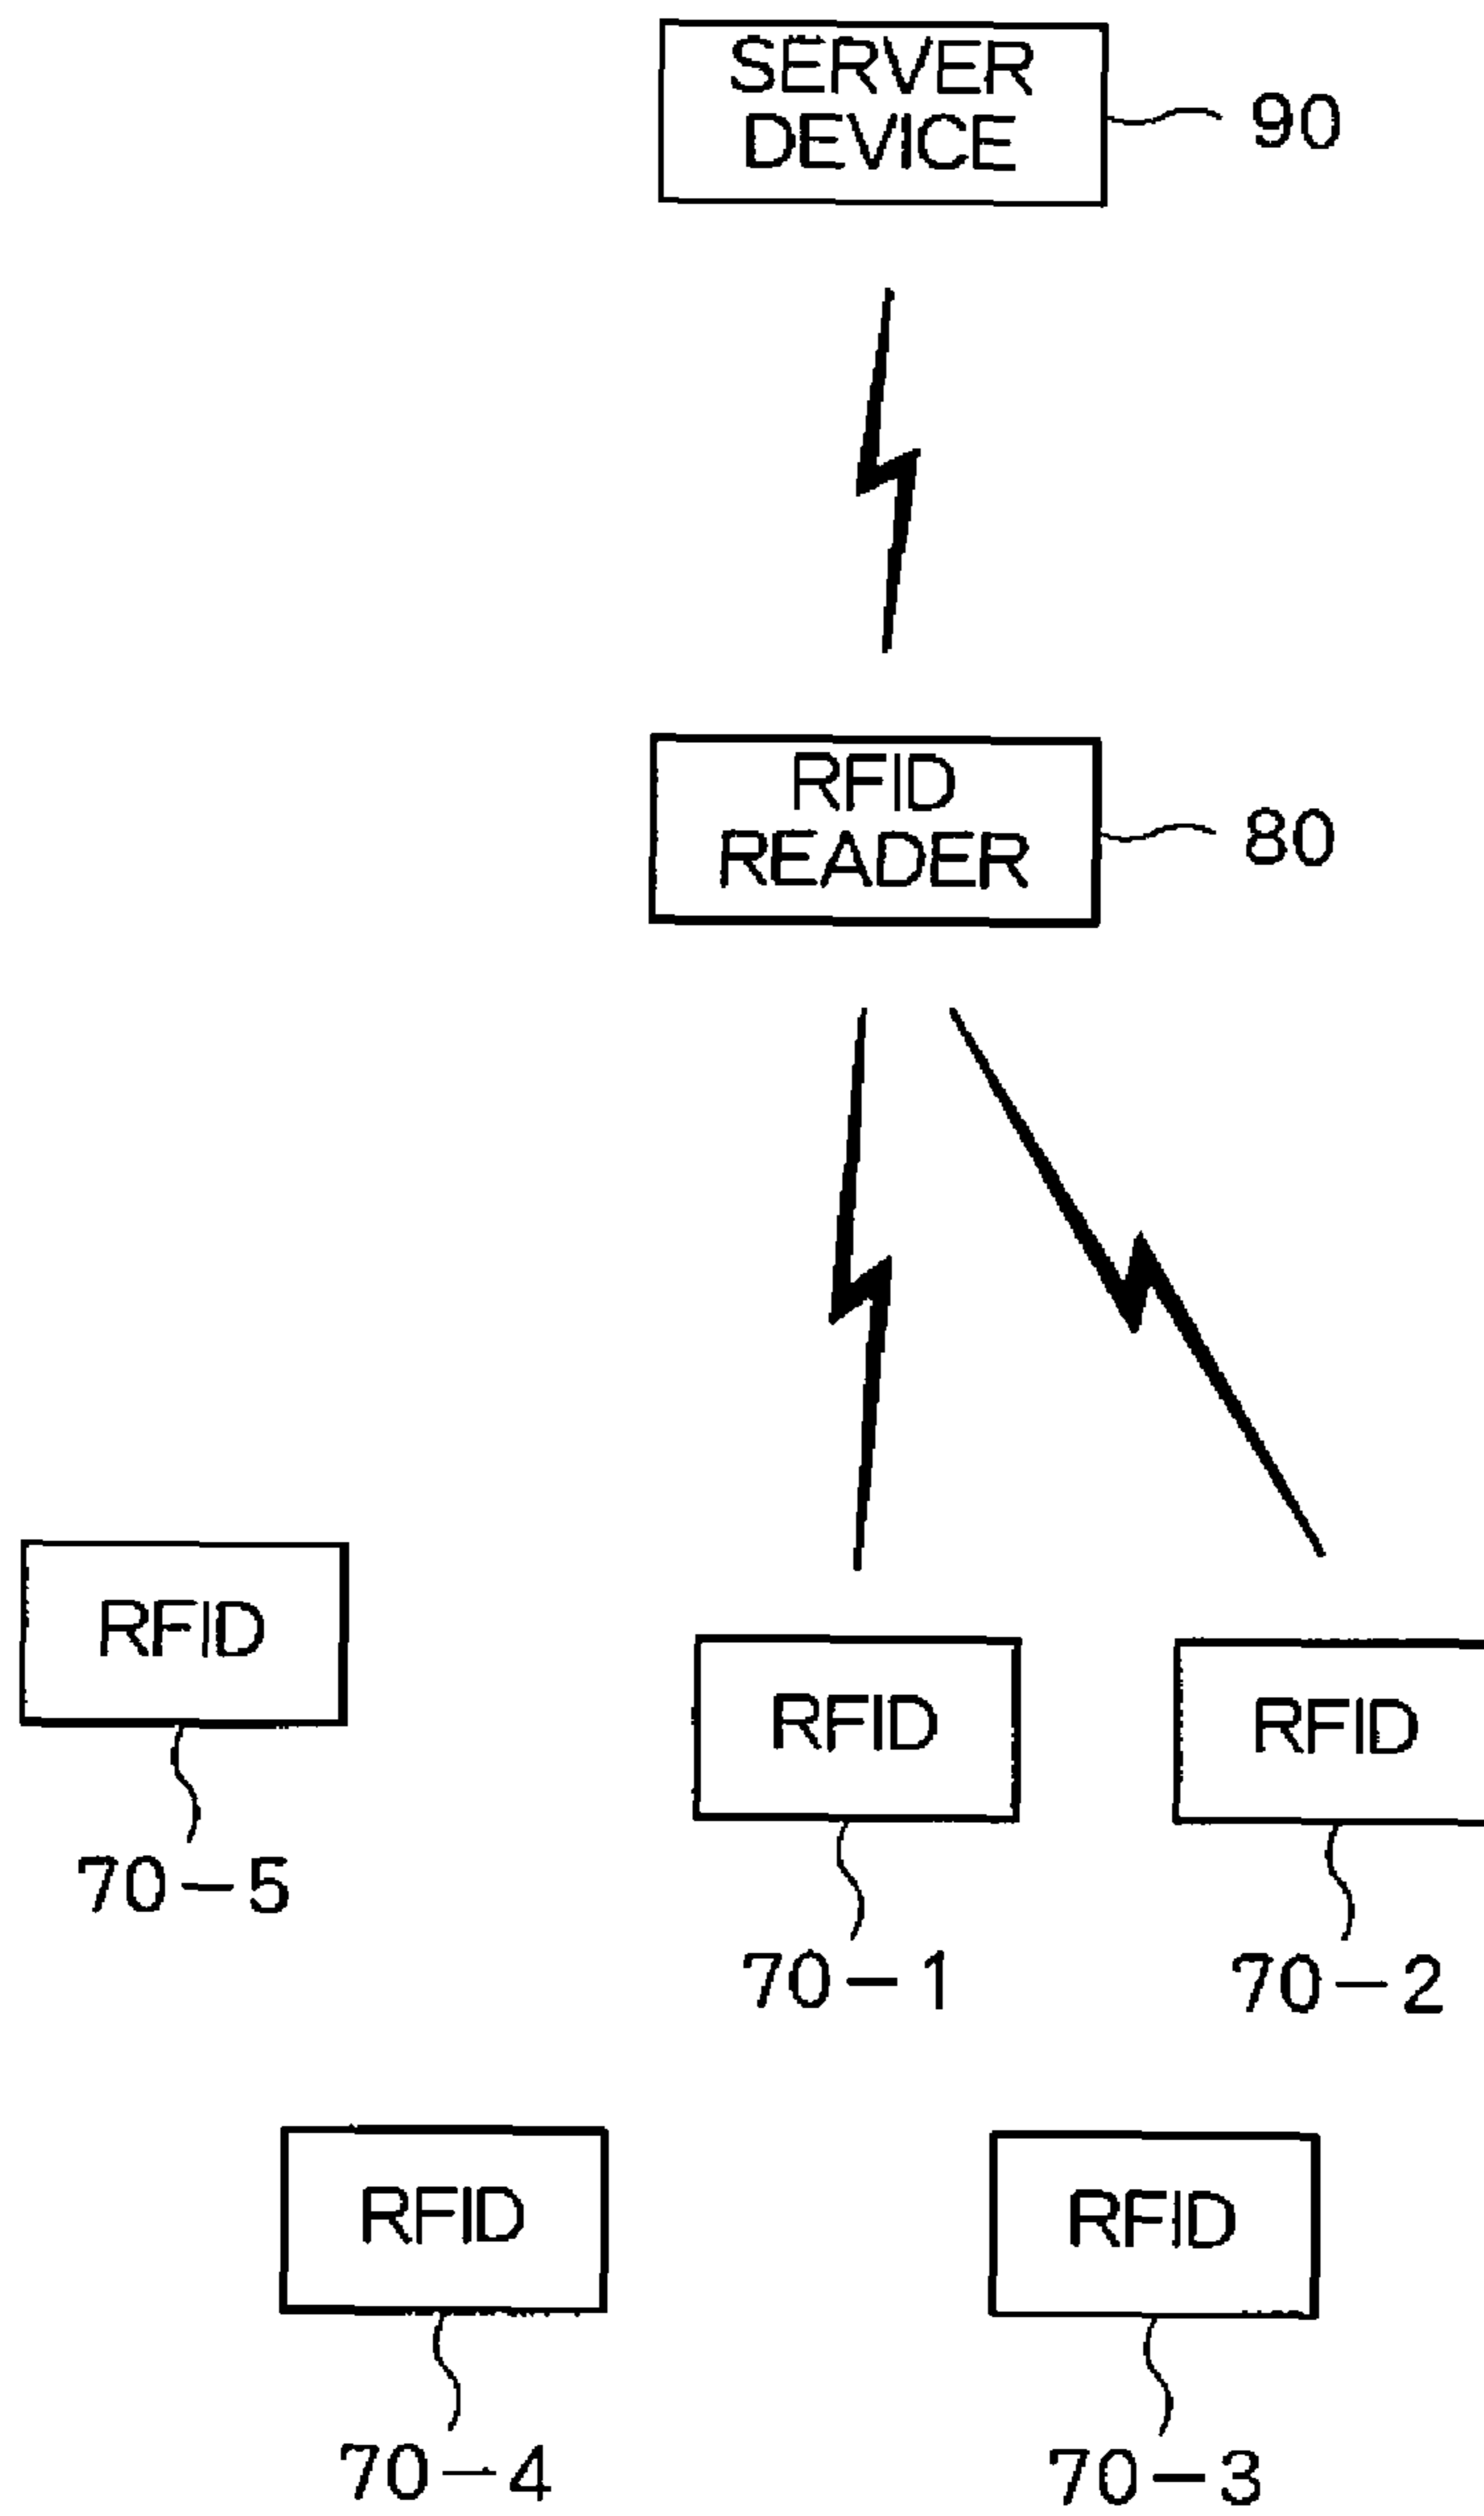 SERVER
DEVICE
90
RFID
READER
80
RFID
70-5
RFID
70-1
RFID
70-2
RFID
70-4
RFID
70-3